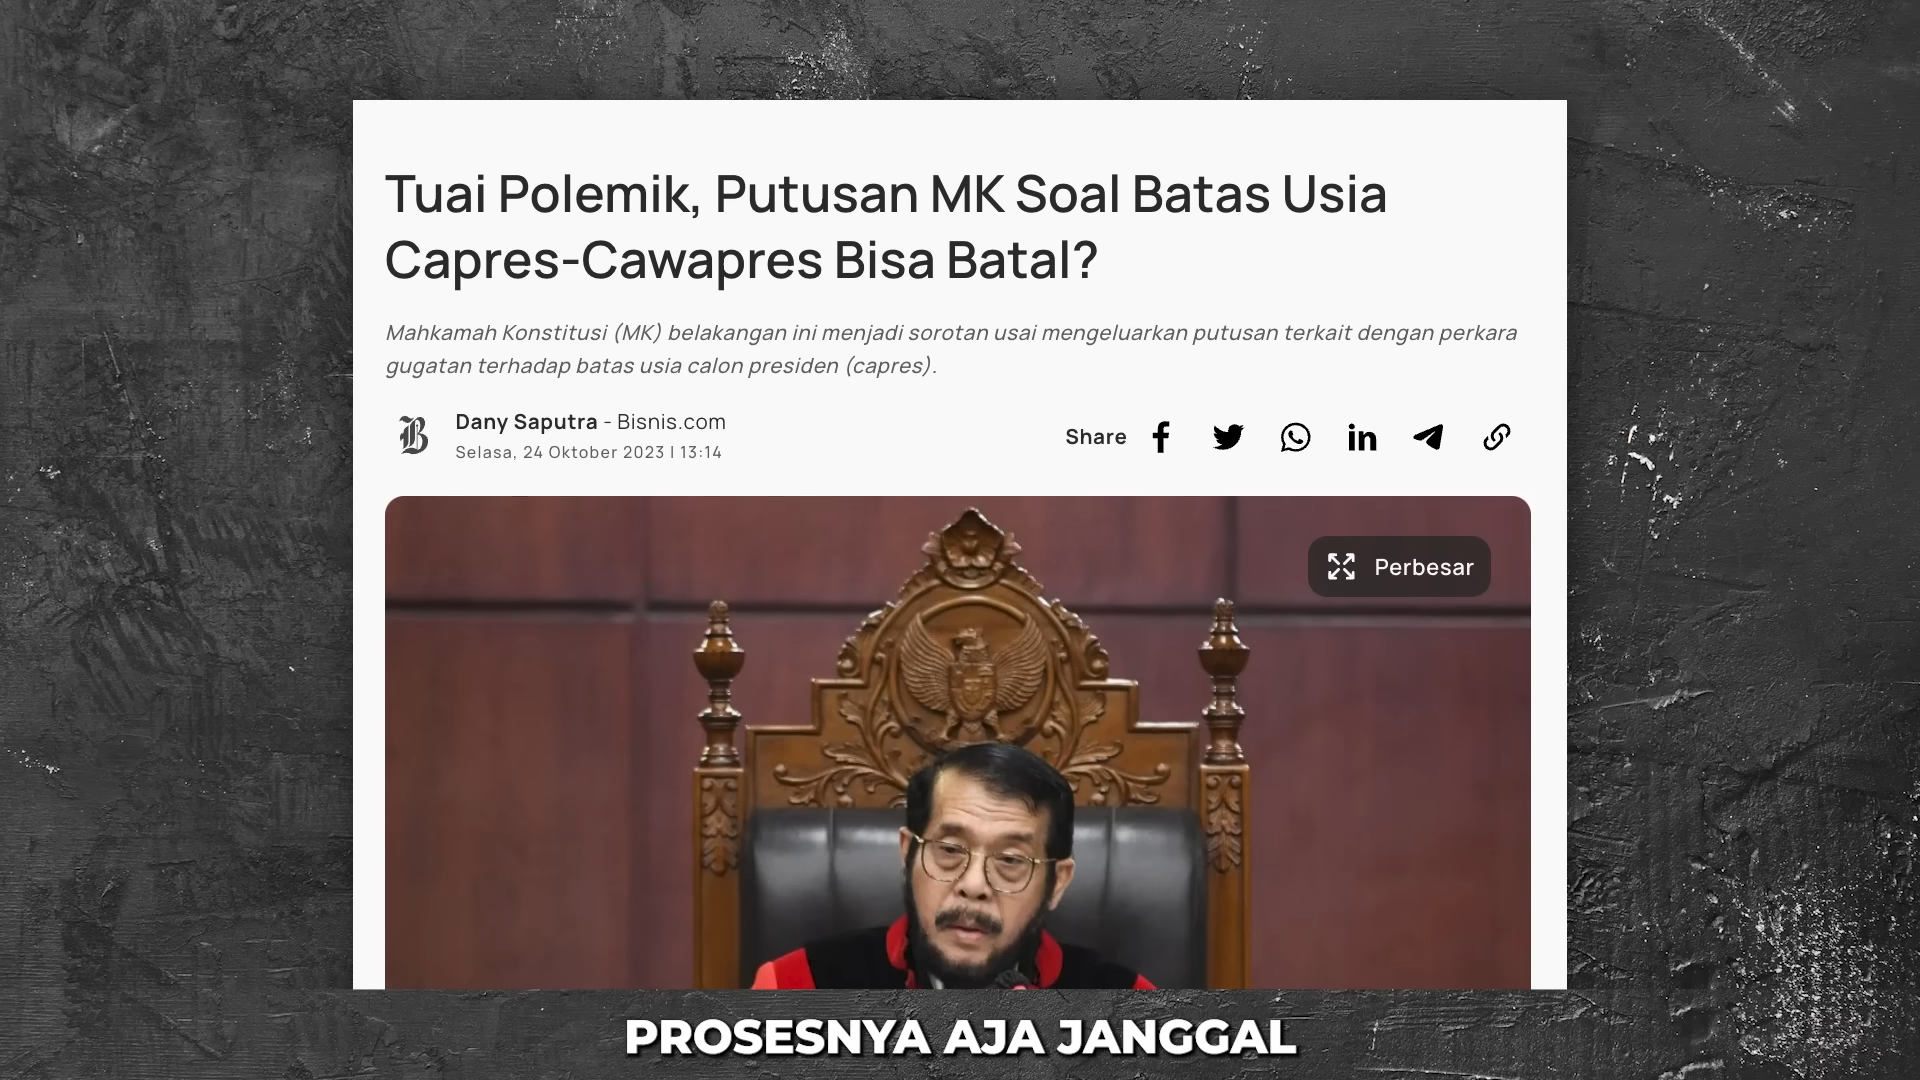 Tuai Polemik, Putusan MK Soal Batas Usia
Capres-Cawapres Bisa Batal?
Mahkamah Konstitusi (MK) belakangan ini menjadi sorotan usai mengeluarkan putusan terkait dengan perkara
gugatan terhadap batas usia calon presiden (capres).
B
Dany Saputra - Bisnis.com
Selasa, 24 Oktober 2023 | 13:14
Share
Perbesar
PROSESNYA AJA JANGGAL